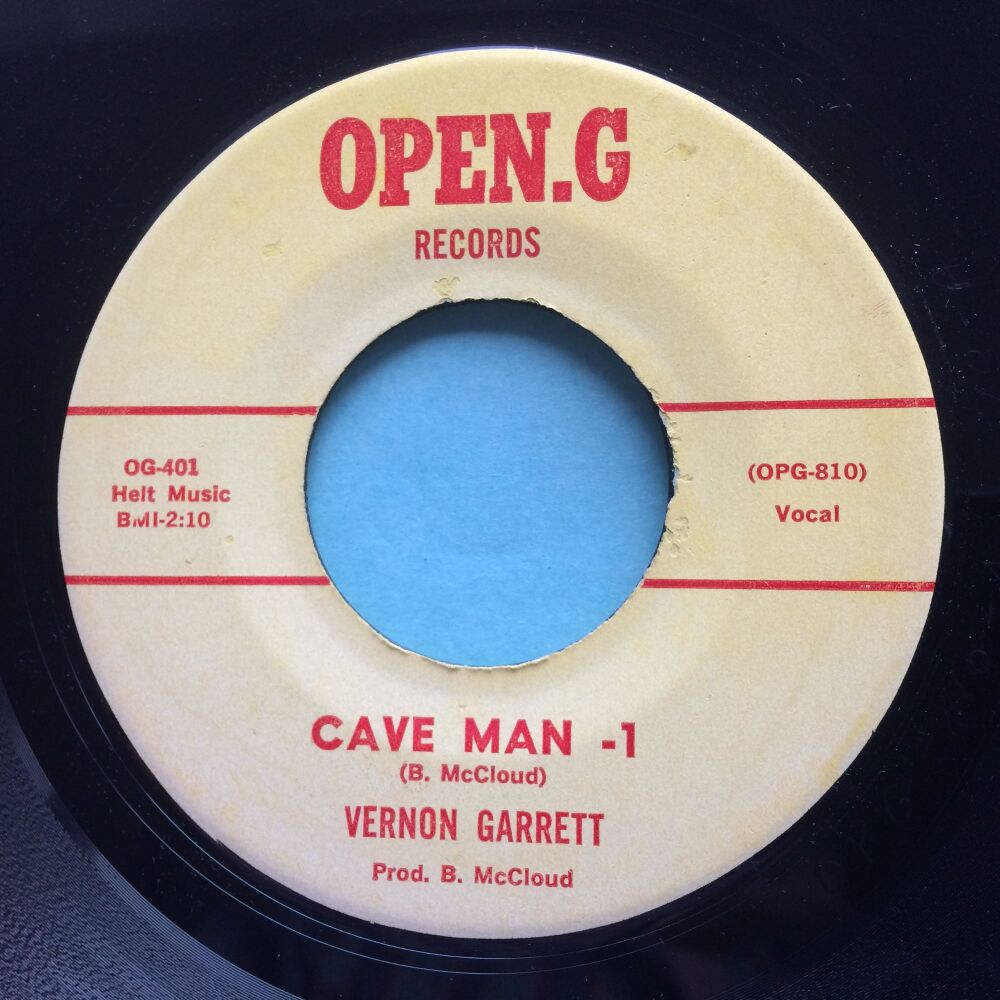 OPEN.G
RECORDS
OG-401
Helt Music
BMI-2:10
(OPG-810)
Vocal
CAVE MAN -1
(B. McCloud)
VERNON GARRETT
Prod. B. McCloud